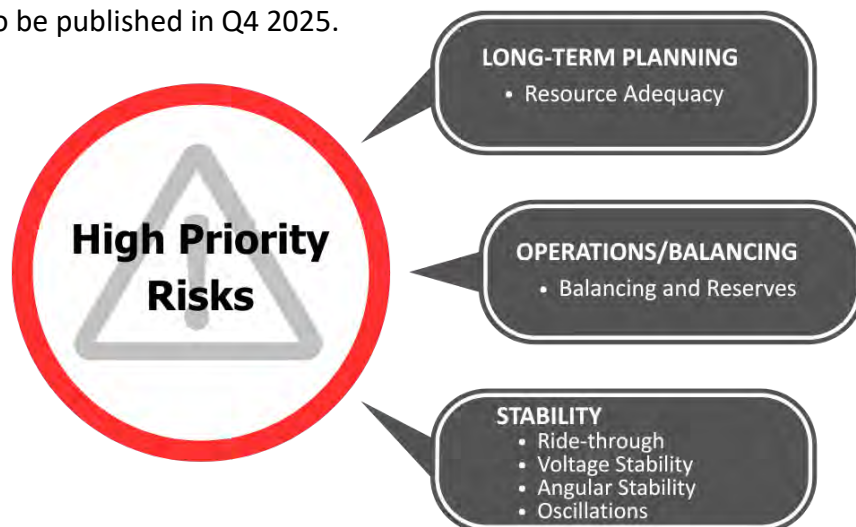 o be published in Q4 2025.
High Priority
Risks
LONG-TERM PLANNING
• Resource Adequacy
OPERATIONS/BALANCING
• Balancing and Reserves
STABILITY
• Ride-through
• Voltage Stability
• Angular Stability
• Oscillations